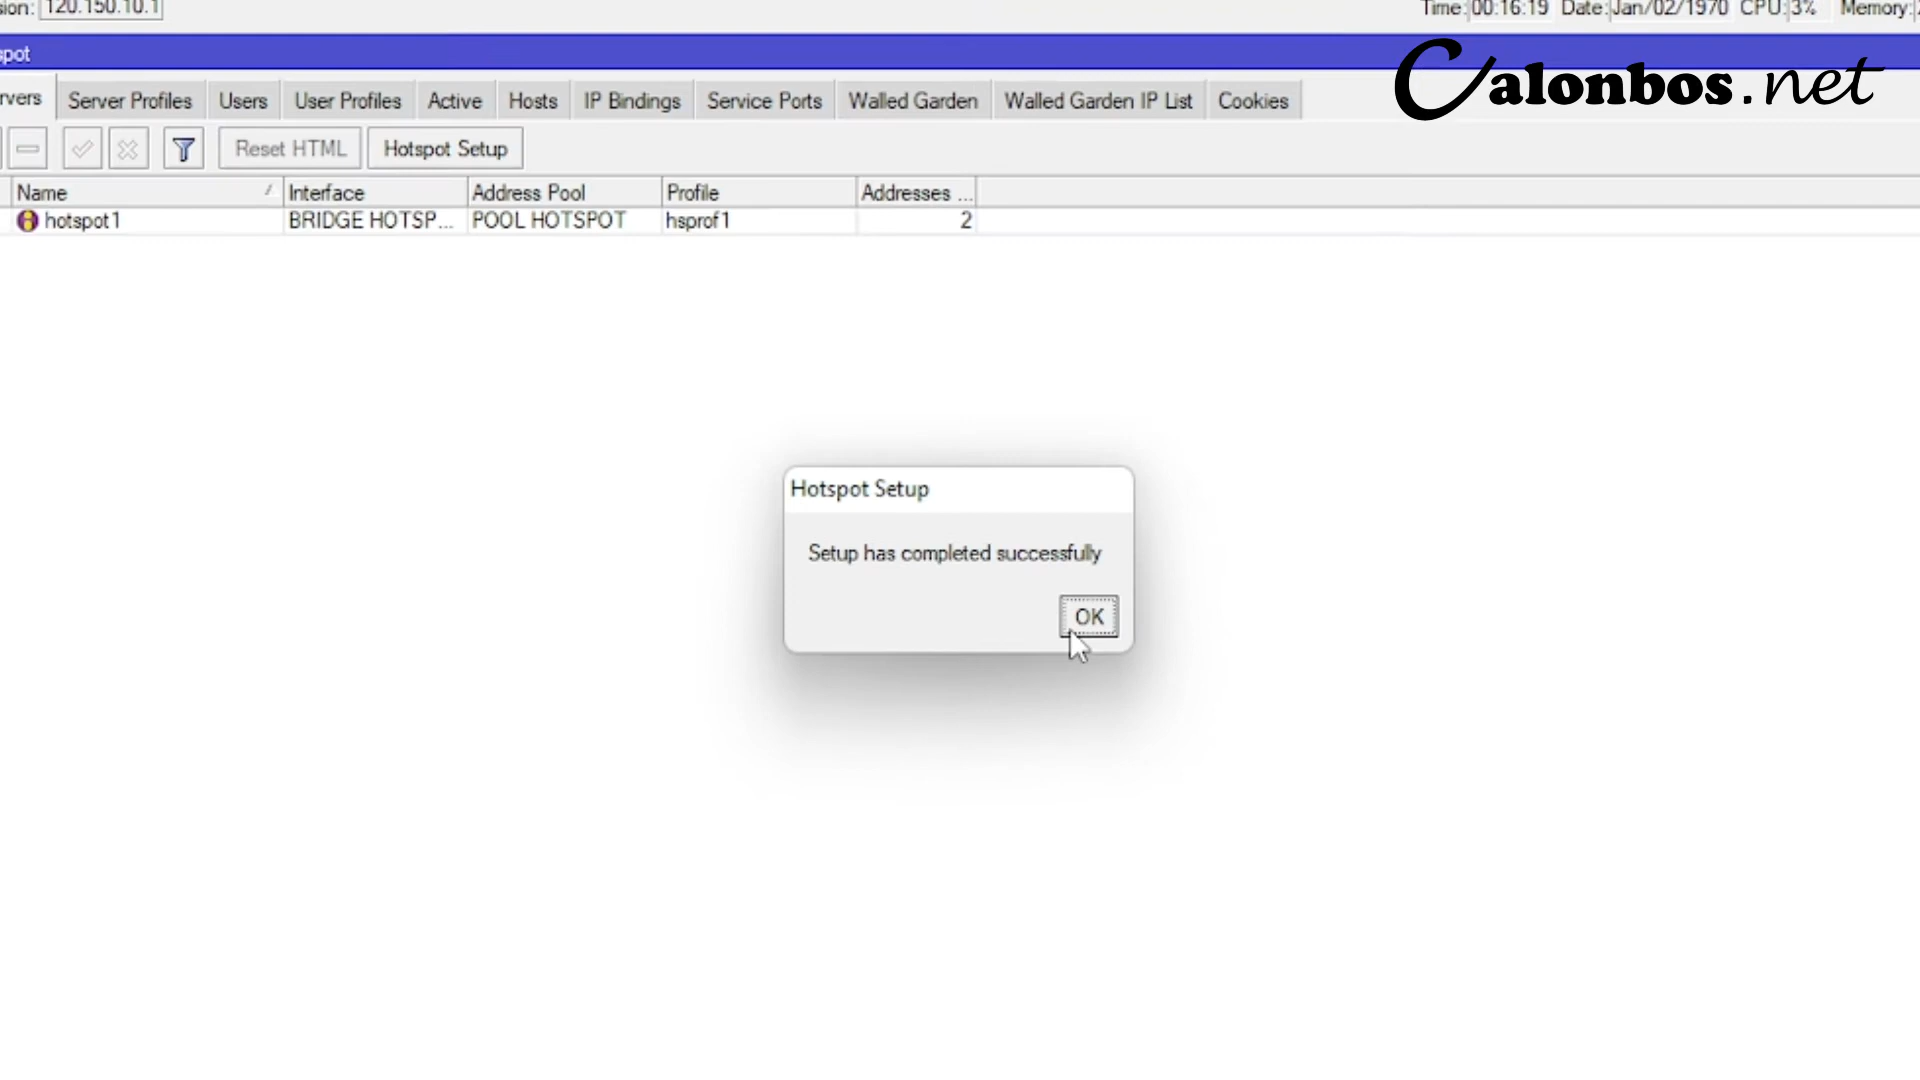 sion: 120.150.10.1 Time: 00:16:19 Date: Jan/02/1970 CPU: 3% Memory:
spot
Calonbos.net
rvers Server Profiles Users User Profiles Active Hosts IP Bindings Service Ports Walled Garden Walled Garden IP List Cookies
Reset HTML Hotspot Setup
Name Interface Address Pool Profile Addresses ...
hotspot1 BRIDGE HOTSP... POOL HOTSPOT hsprof1 2
Hotspot Setup
Setup has completed successfully
OK